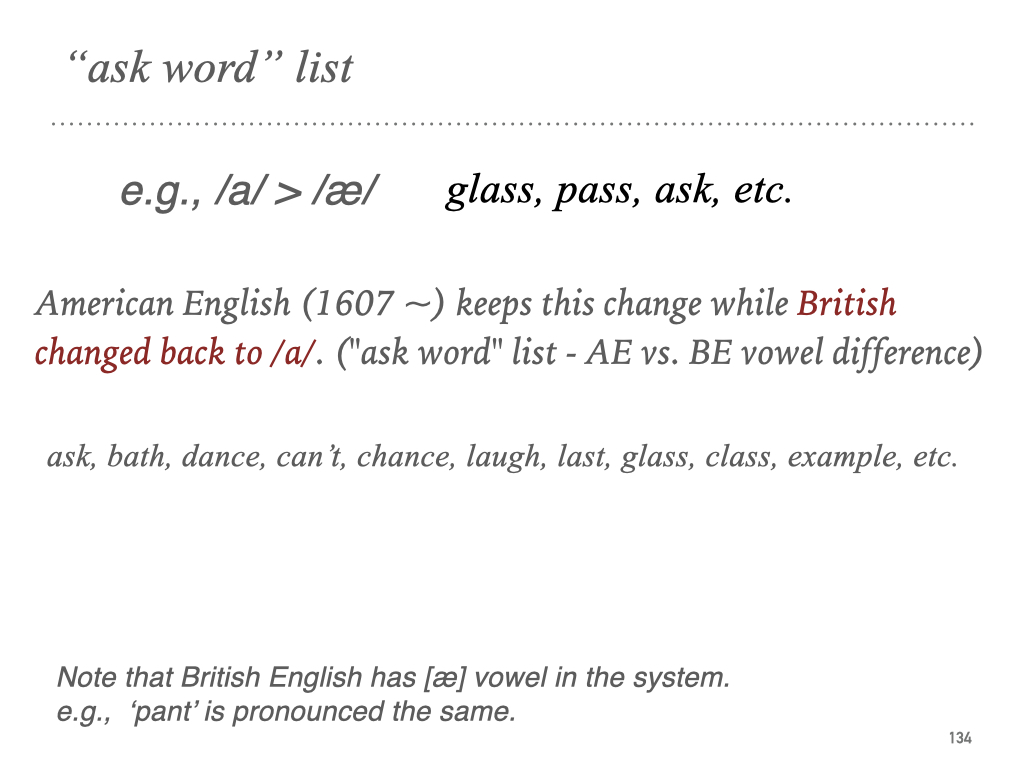 “ask word” list
e.g., /a/ > /æ/ glass, pass, ask, etc.
American English (1607 ~) keeps this change while British
changed back to /a/. ("ask word" list - AE vs. BE vowel difference)
ask, bath, dance, can’t, chance, laugh, last, glass, class, example, etc.
Note that British English has [æ] vowel in the system.
e.g., ‘pant’ is pronounced the same.
134